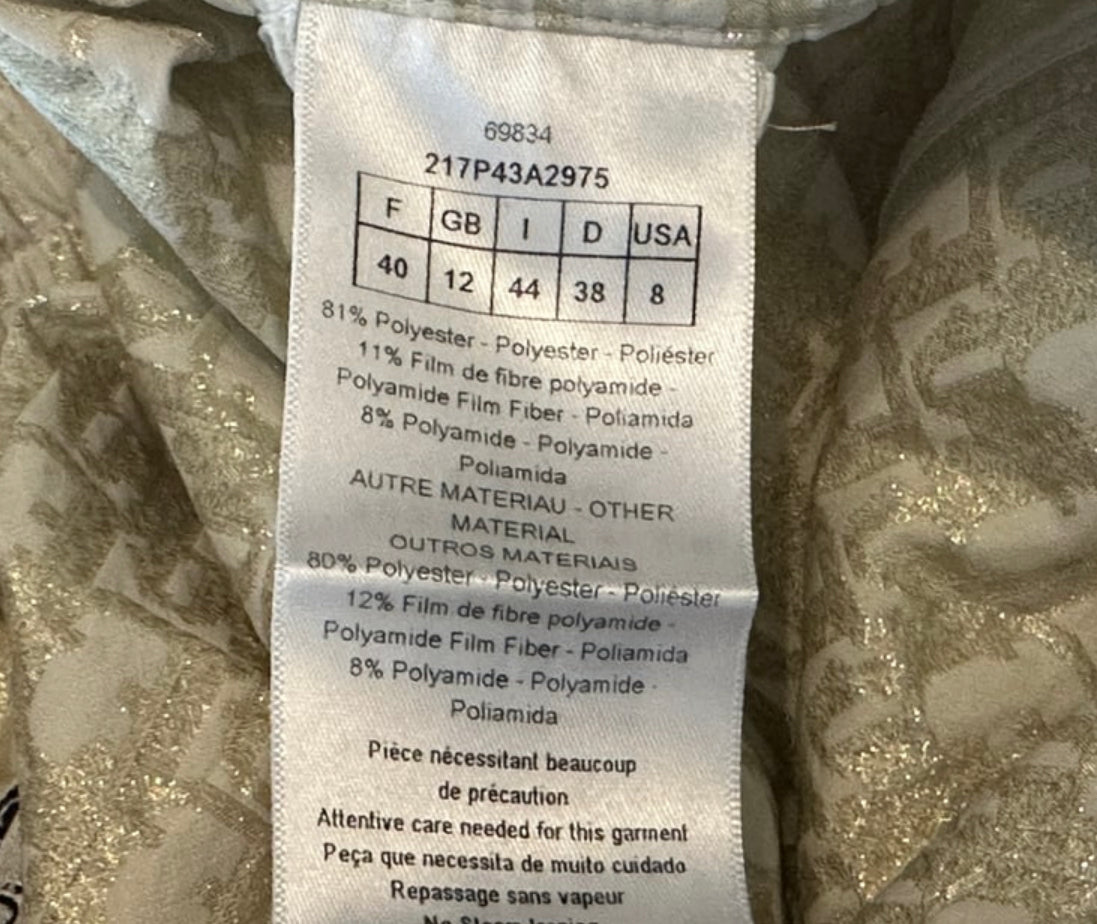 69834
217P43A2975
F GB I D USA
40 12 44 38 8
81% Polyester - Polyester - Poliéster
11% Film de fibre polyamide -
Polyamide Film Fiber - Poliamida
8% Polyamide - Polyamide -
Poliamida
AUTRE MATERIAU - OTHER
MATERIAL
OUTROS MATERIAIS
80% Polyester - Polyester - Poliéster
12% Film de fibre polyamide -
Polyamide Film Fiber - Poliamida
8% Polyamide - Polyamide -
Poliamida
Pièce nécessitant beaucoup
de précaution
Attentive care needed for this garment
Peça que necessita de muito cuidado
Repassage sans vapeur
No Steam Ironing